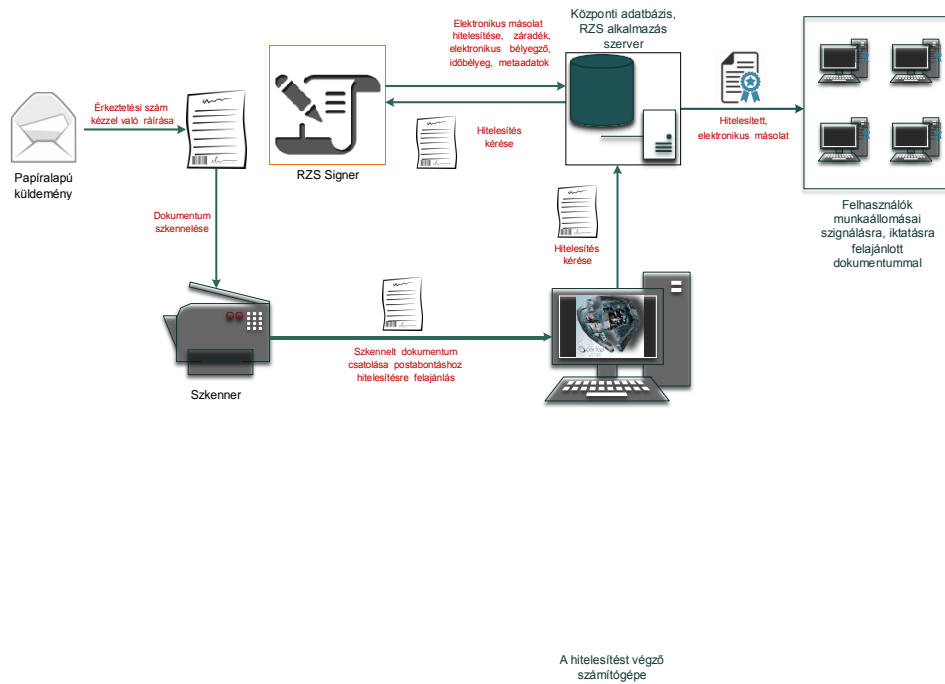 Elektronikus másolat
hitelesítése, záradék,
elektronikus bélyegző,
időbélyeg, metaadatok
Központi adatbázis,
RZS alkalmazás
szerver
Érkeztetési szám
kézzel való ráírása
Papíralapú
küldemény
RZS Signer
Hitelesítés
kérése
Hitelesített,
elektronikus másolat
Felhasználók
munkaállomásai
szignálásra, iktatásra
felajánlott
dokumentummal
Dokumentum
szkennelése
Hitelesítés
kérése
Szkennelt dokumentum
csatolása postabontáshoz
hitelesítésre felajánlás
Szkenner
A hitelesítést végző
számítógépe